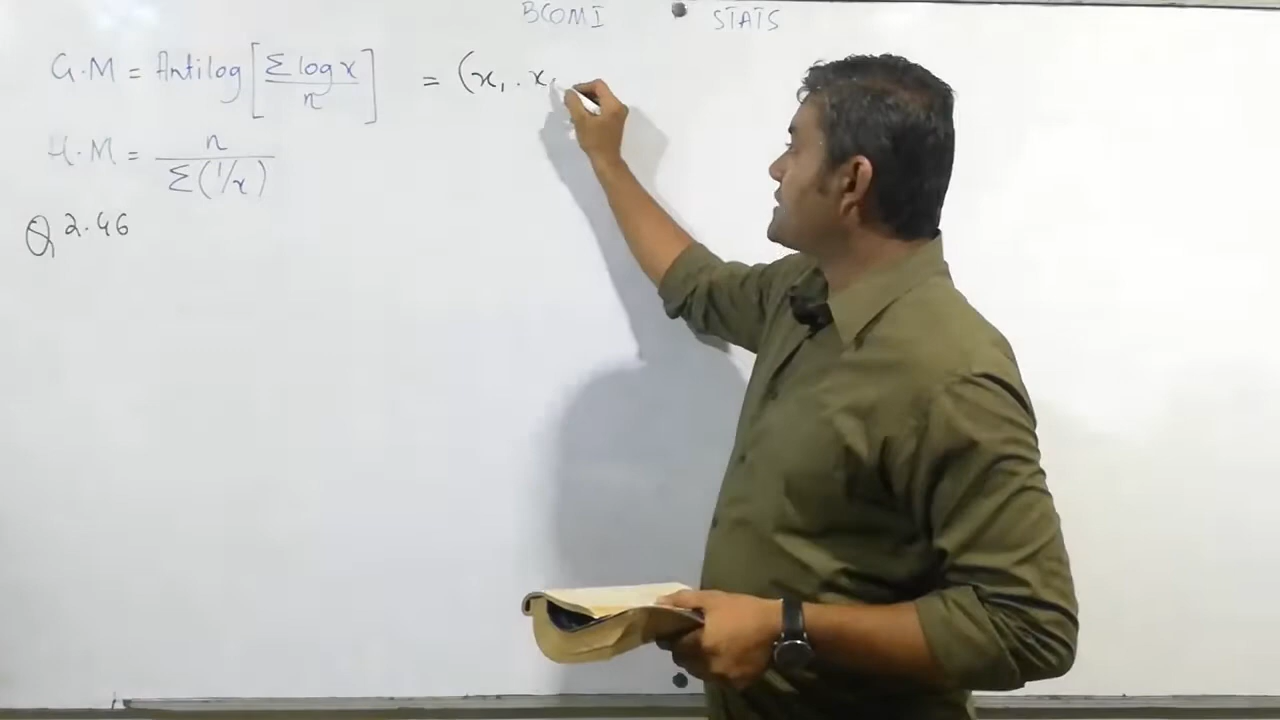 BCOM I STATS
G.M = Antilog [ Σ log x / n ] = (x₁ . x
H.M = n / Σ(1/x)
Q 2.46